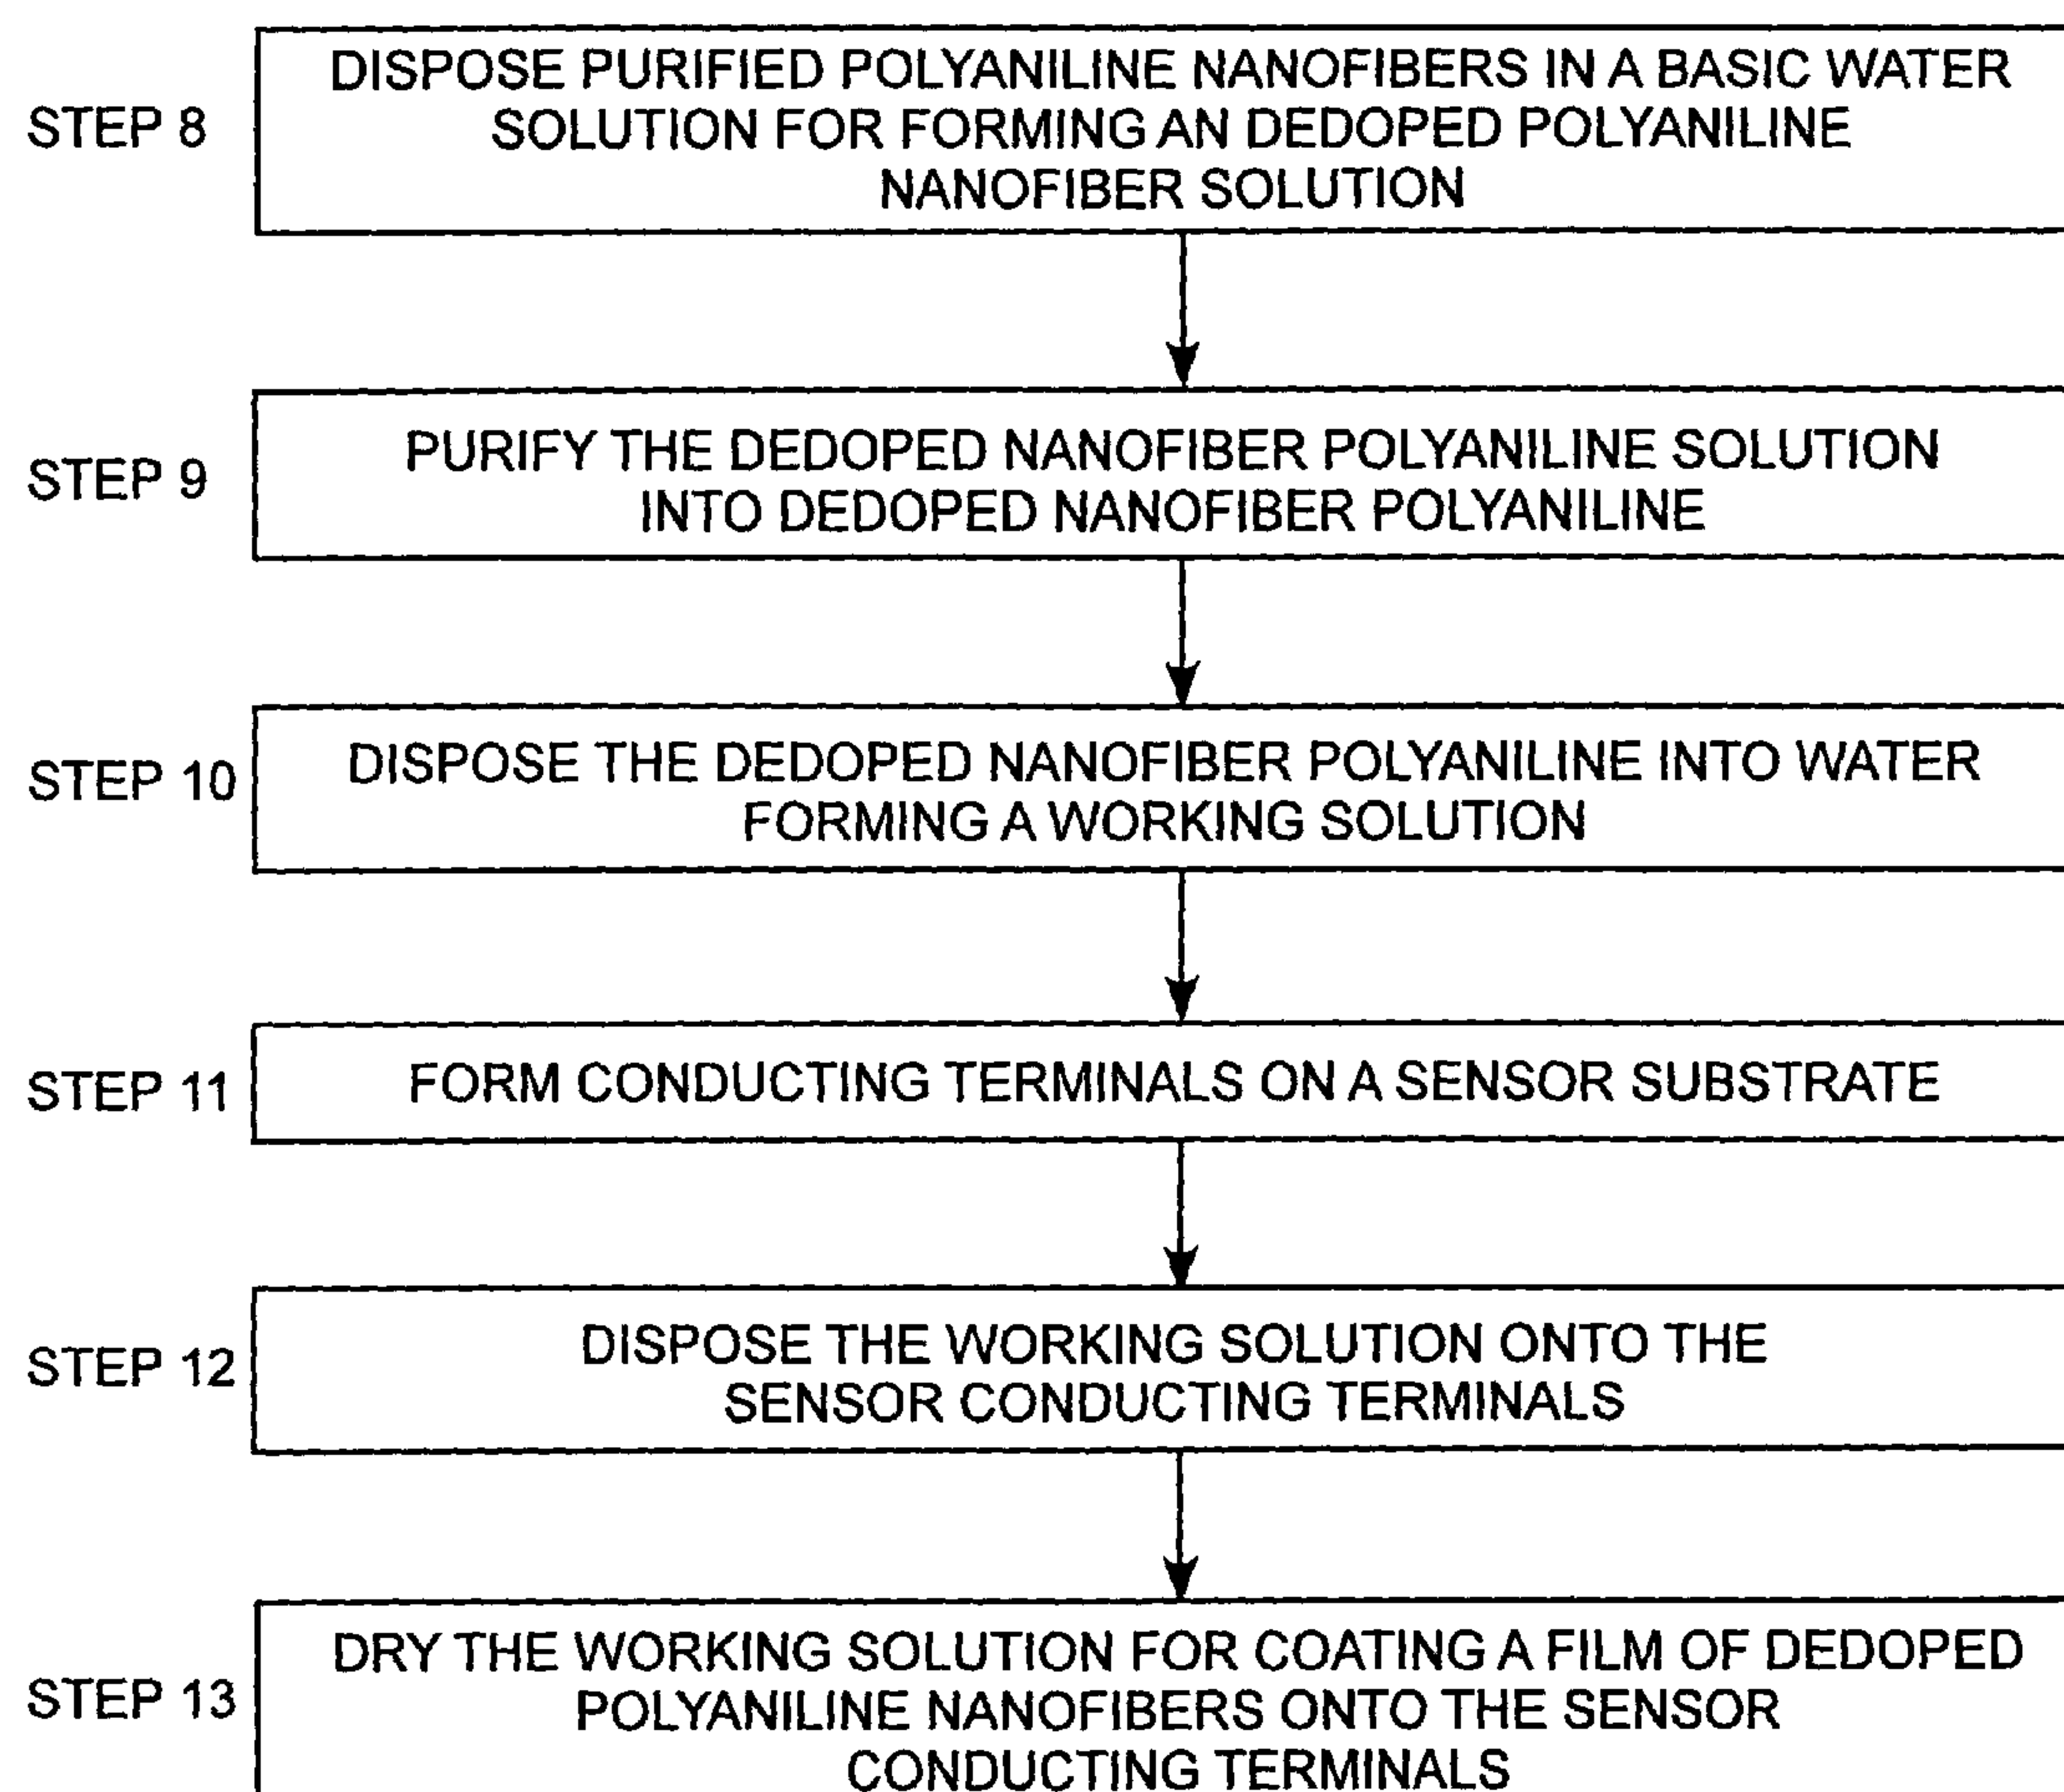 STEP 8
DISPOSE PURIFIED POLYANILINE NANOFIBERS IN A BASIC WATER
SOLUTION FOR FORMING AN DEDOPED POLYANILINE
NANOFIBER SOLUTION
STEP 9
PURIFY THE DEDOPED NANOFIBER POLYANILINE SOLUTION
INTO DEDOPED NANOFIBER POLYANILINE
STEP 10
DISPOSE THE DEDOPED NANOFIBER POLYANILINE INTO WATER
FORMING A WORKING SOLUTION
STEP 11
FORM CONDUCTING TERMINALS ON A SENSOR SUBSTRATE
STEP 12
DISPOSE THE WORKING SOLUTION ONTO THE
SENSOR CONDUCTING TERMINALS
STEP 13
DRY THE WORKING SOLUTION FOR COATING A FILM OF DEDOPED
POLYANILINE NANOFIBERS ONTO THE SENSOR
CONDUCTING TERMINALS